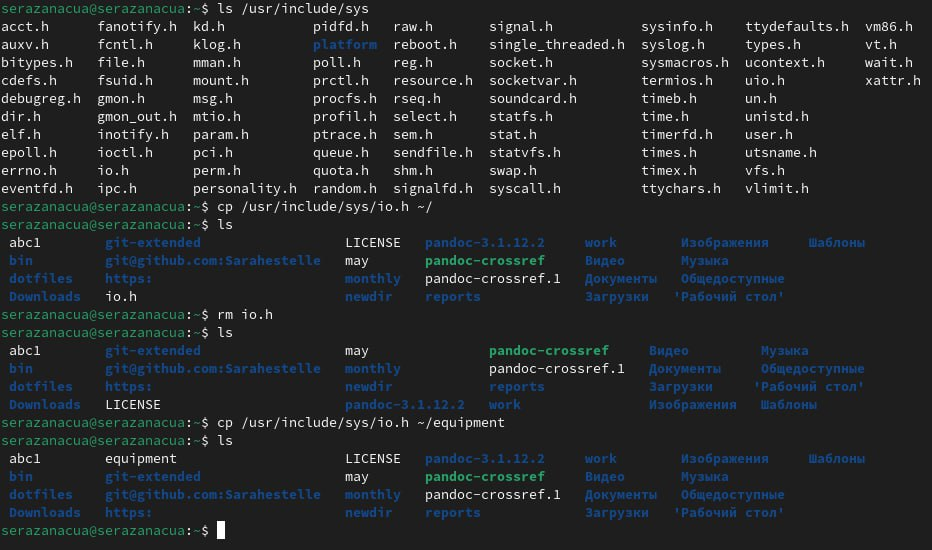 serazanacua@serazanacua:~$ ls /usr/include/sys
acct.h fanotify.h kd.h pidfd.h raw.h signal.h sysinfo.h ttydefaults.h vm86.h
auxv.h fcntl.h klog.h platform reboot.h single_threaded.h syslog.h types.h vt.h
bitypes.h file.h mman.h poll.h reg.h socket.h sysmacros.h ucontext.h wait.h
cdefs.h fsuid.h mount.h prctl.h resource.h socketvar.h termios.h uio.h xattr.h
debugreg.h gmon.h msg.h procfs.h rseq.h soundcard.h timeb.h un.h
dir.h gmon_out.h mtio.h profil.h select.h statfs.h time.h unistd.h
elf.h inotify.h param.h ptrace.h sem.h stat.h timerfd.h user.h
epoll.h ioctl.h pci.h queue.h sendfile.h statvfs.h times.h utsname.h
errno.h io.h perm.h quota.h shm.h swap.h timex.h vfs.h
eventfd.h ipc.h personality.h random.h signalfd.h syscall.h ttychars.h vlimit.h
serazanacua@serazanacua:~$ cp /usr/include/sys/io.h ~/
serazanacua@serazanacua:~$ ls
abc1 git-extended LICENSE pandoc-3.1.12.2 work Изображения Шаблоны
bin git@github.com:Sarahestelle may pandoc-crossref Видео Музыка
dotfiles https: monthly pandoc-crossref.1 Документы Общедоступные
Downloads io.h newdir reports Загрузки 'Рабочий стол'
serazanacua@serazanacua:~$ rm io.h
serazanacua@serazanacua:~$ ls
abc1 git-extended may pandoc-crossref Видео Музыка
bin git@github.com:Sarahestelle monthly pandoc-crossref.1 Документы Общедоступные
dotfiles https: newdir reports Загрузки 'Рабочий стол'
Downloads LICENSE pandoc-3.1.12.2 work Изображения Шаблоны
serazanacua@serazanacua:~$ cp /usr/include/sys/io.h ~/equipment
serazanacua@serazanacua:~$ ls
abc1 equipment LICENSE pandoc-3.1.12.2 work Изображения Шаблоны
bin git-extended may pandoc-crossref Видео Музыка
dotfiles git@github.com:Sarahestelle monthly pandoc-crossref.1 Документы Общедоступные
Downloads https: newdir reports Загрузки 'Рабочий стол'
serazanacua@serazanacua:~$